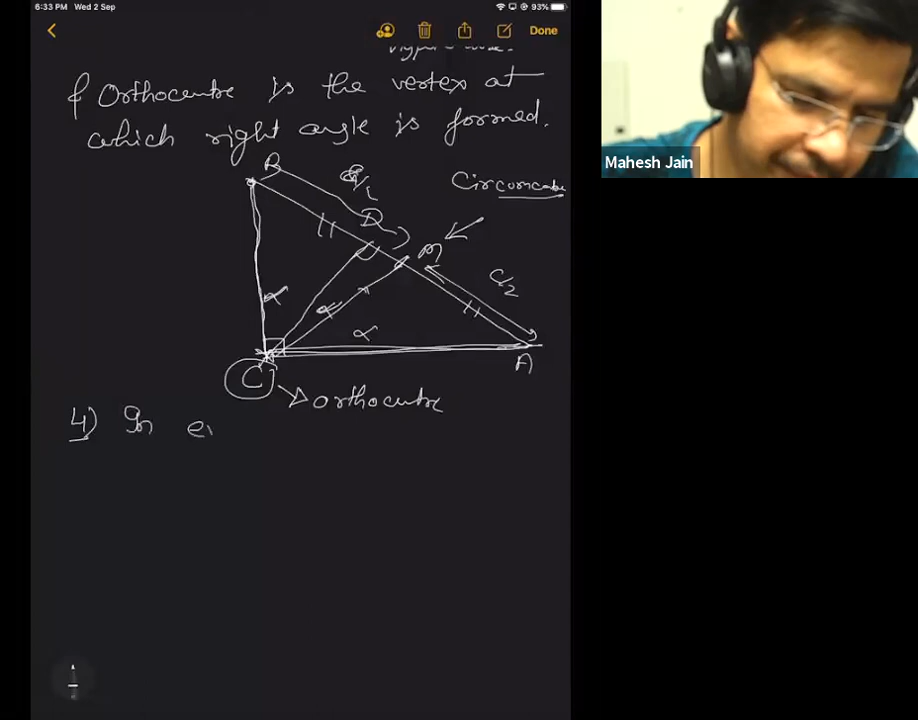 6:33 PM Wed 2 Sep
93%
Done
& Orthocentre is the vertex at
which right angle is formed.
B
D
M
C/2
A
C
orthocentre
4) In
Mahesh Jain